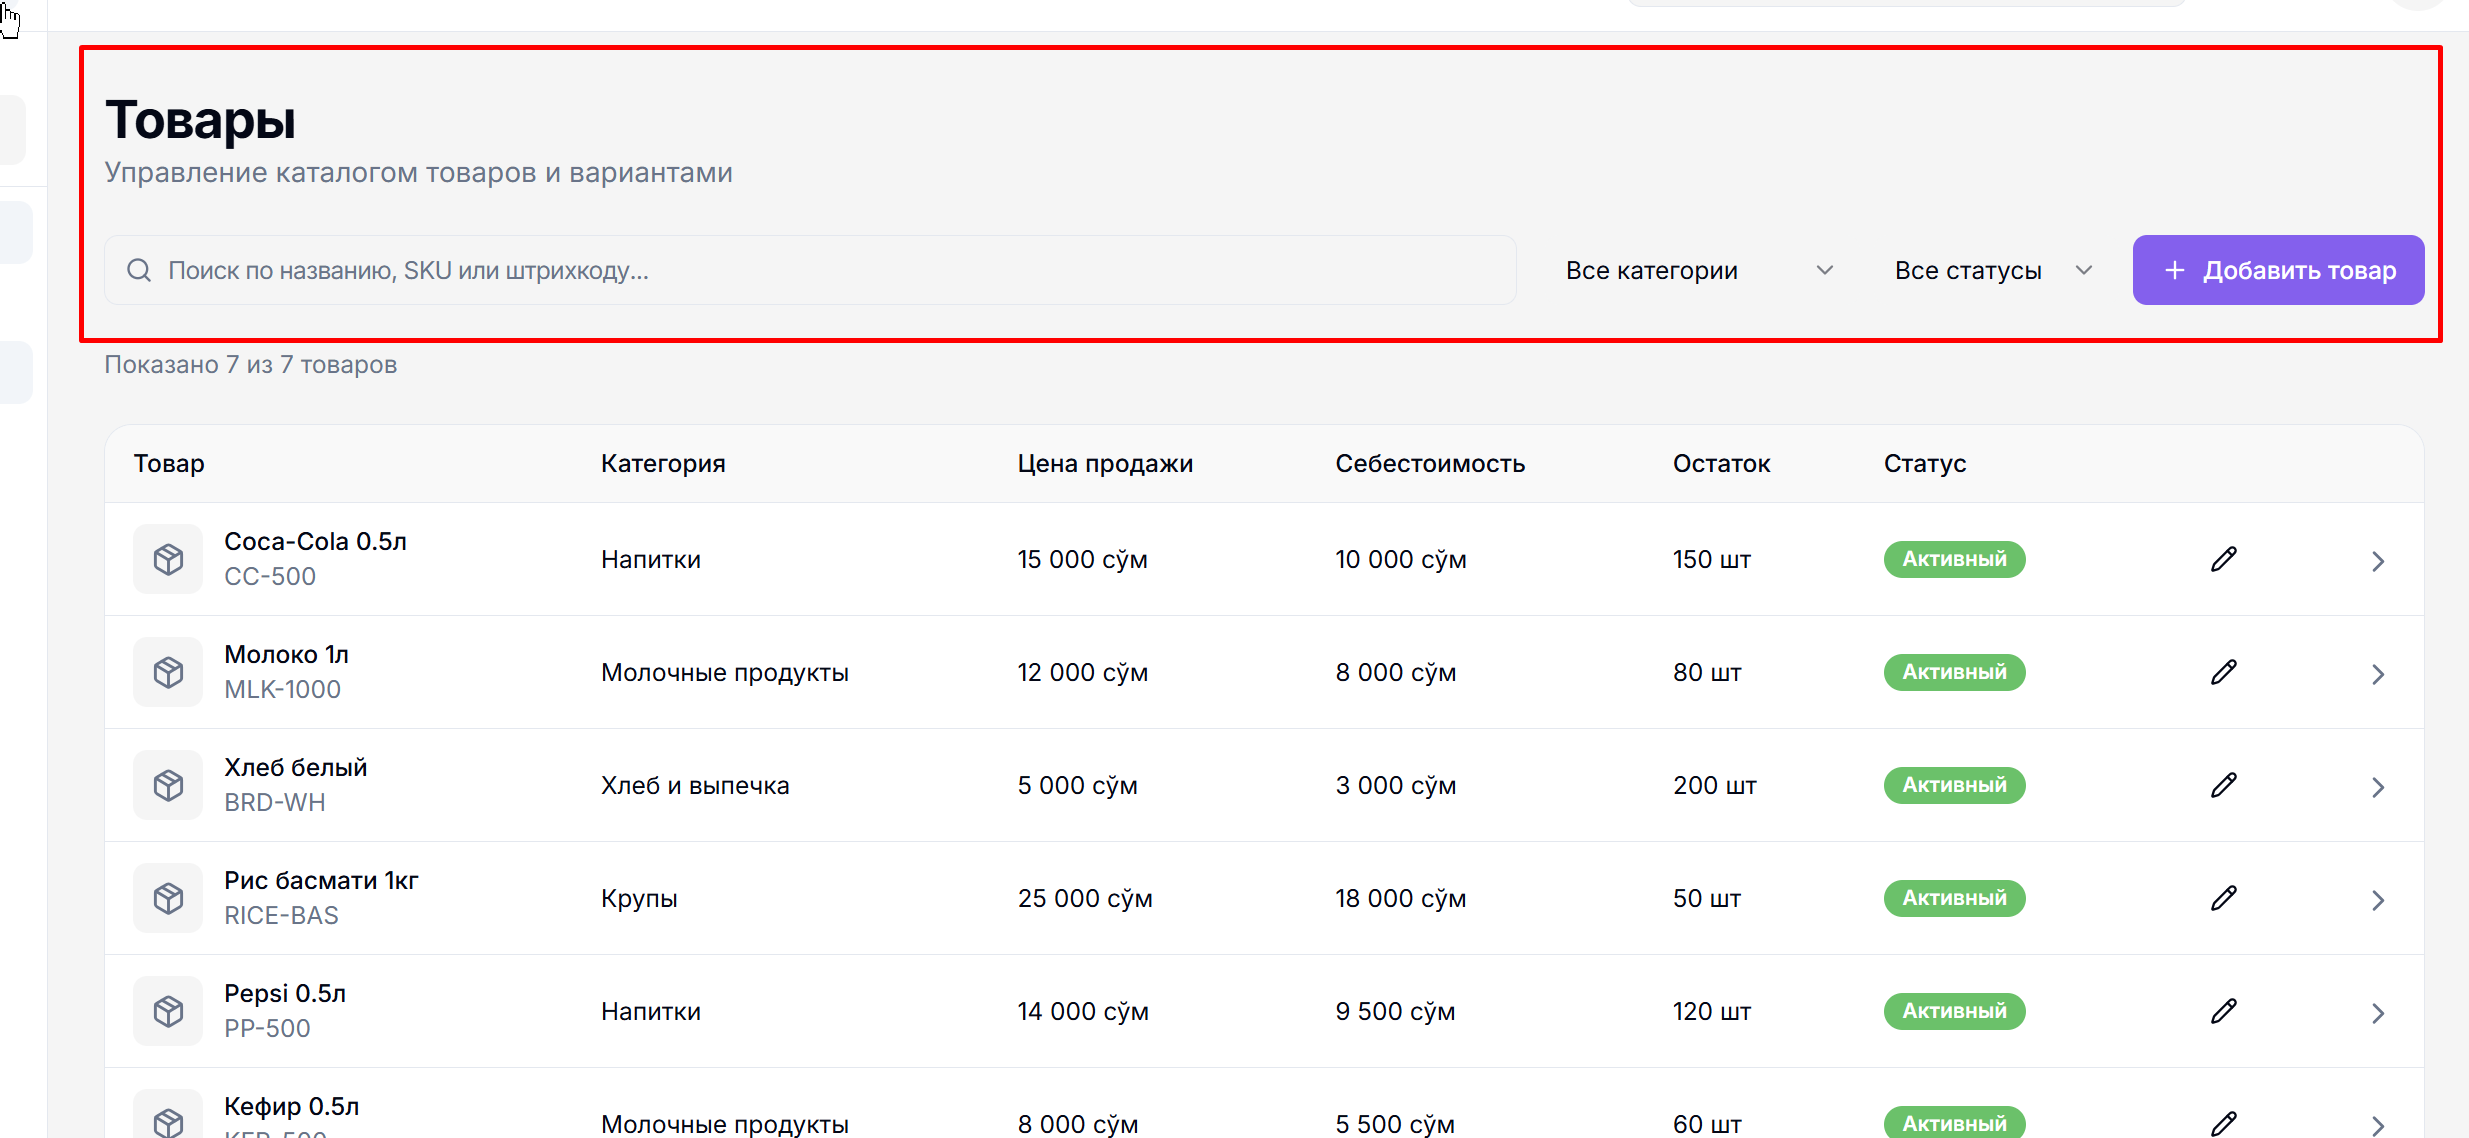 Товары
Управление каталогом товаров и вариантами
Поиск по названию, SKU или штрихкоду...
Все категории
Все статусы
+ Добавить товар
Показано 7 из 7 товаров
Товар Категория Цена продажи Себестоимость Остаток Статус
Coca-Cola 0.5л
CC-500
Напитки 15 000 сўм 10 000 сўм 150 шт Активный
Молоко 1л
MLK-1000
Молочные продукты 12 000 сўм 8 000 сўм 80 шт Активный
Хлеб белый
BRD-WH
Хлеб и выпечка 5 000 сўм 3 000 сўм 200 шт Активный
Рис басмати 1кг
RICE-BAS
Крупы 25 000 сўм 18 000 сўм 50 шт Активный
Pepsi 0.5л
PP-500
Напитки 14 000 сўм 9 500 сўм 120 шт Активный
Кефир 0.5л
Молочные продукты 8 000 сўм 5 500 сўм 60 шт Активный